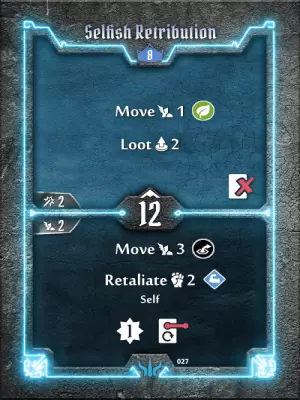 Selfish Retribution
8
Move 1
Loot 2
2
12
2
Move 3
Retaliate 2
Self
1
027